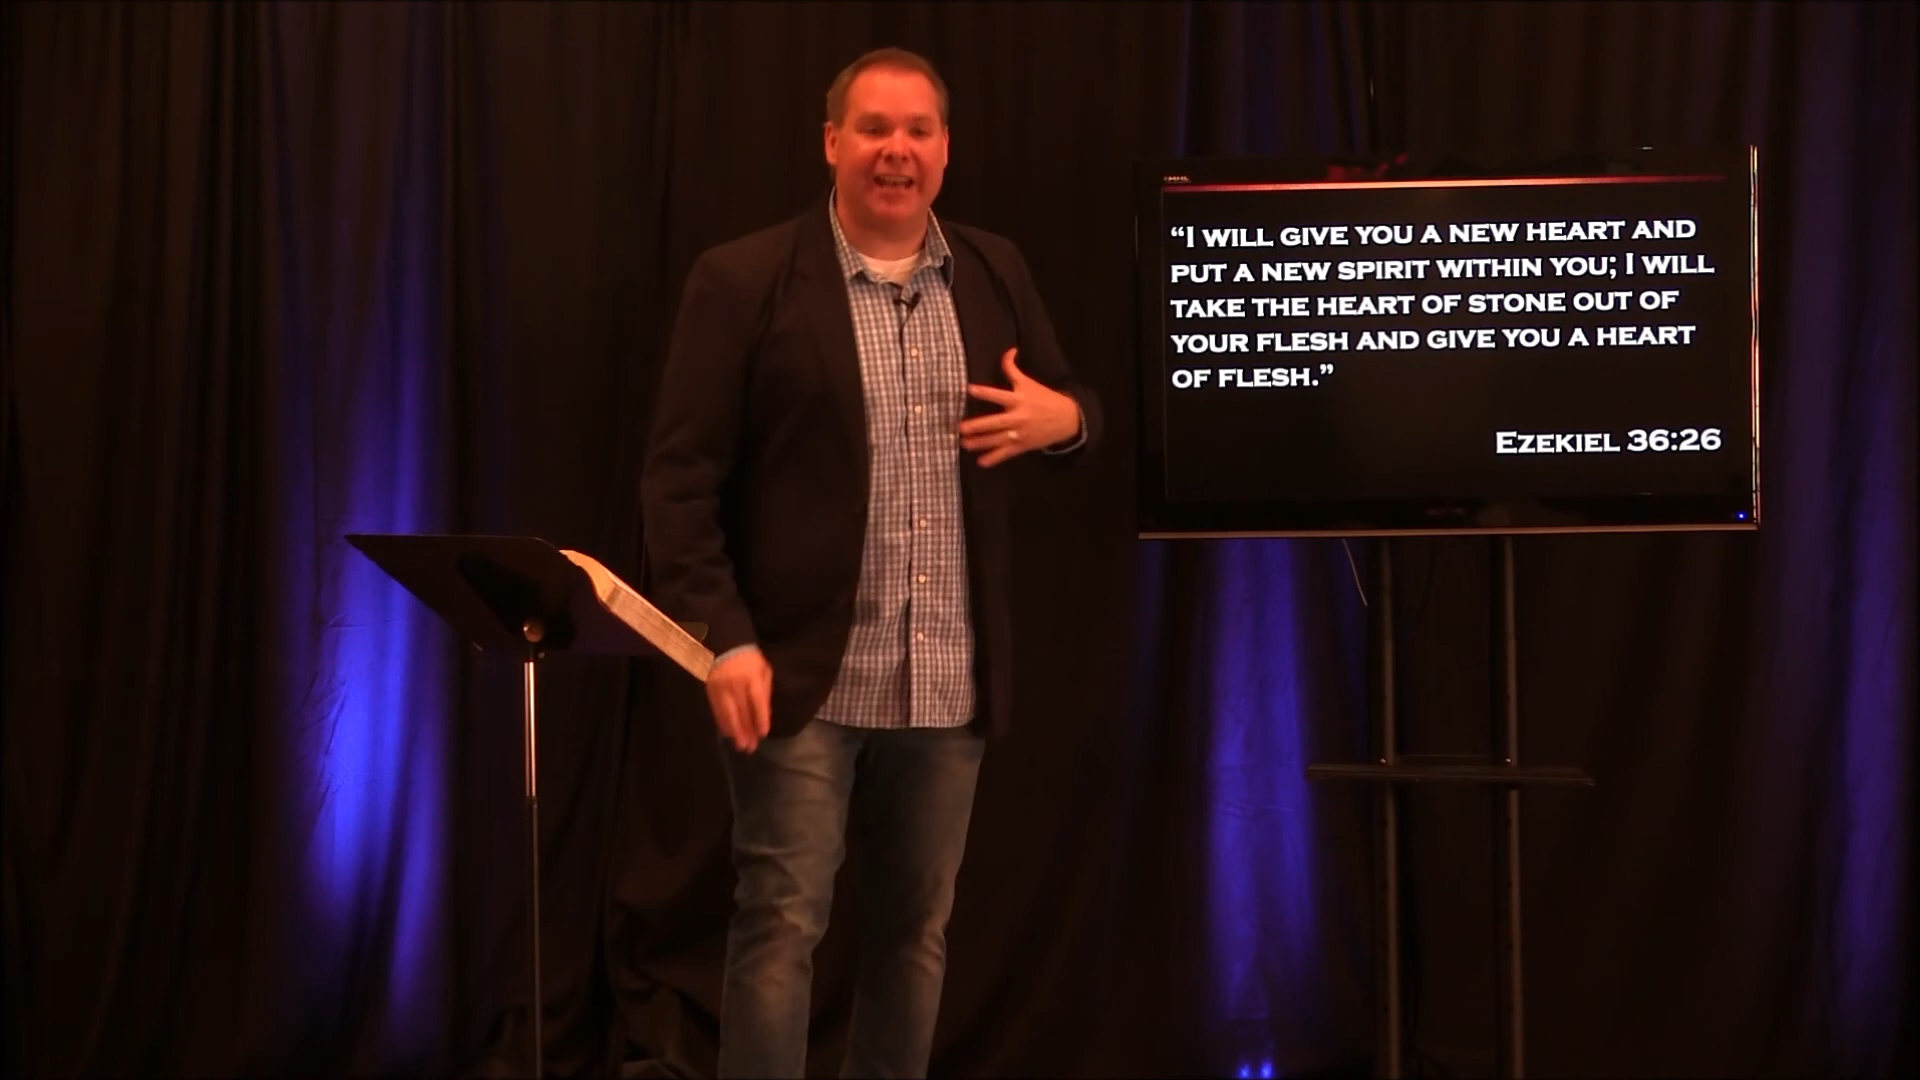 “I WILL GIVE YOU A NEW HEART AND
PUT A NEW SPIRIT WITHIN YOU; I WILL
TAKE THE HEART OF STONE OUT OF
YOUR FLESH AND GIVE YOU A HEART
OF FLESH.”
EZEKIEL 36:26